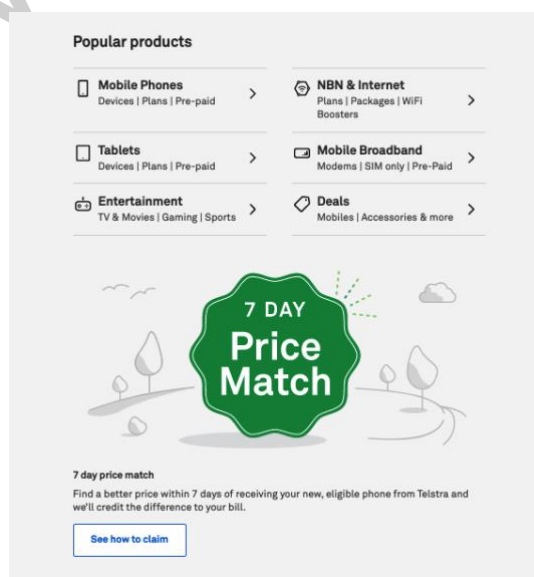 Popular products
Mobile Phones
Devices | Plans | Pre-paid
NBN & Internet
Plans | Packages | WiFi
Boosters
Tablets
Devices | Plans | Pre-paid
Mobile Broadband
Modems | SIM only | Pre-Paid
Entertainment
TV & Movies | Gaming | Sports
Deals
Mobiles | Accessories & more
7 DAY
Price
Match
7 day price match
Find a better price within 7 days of receiving your new, eligible phone from Telstra and
we'll credit the difference to your bill.
See how to claim